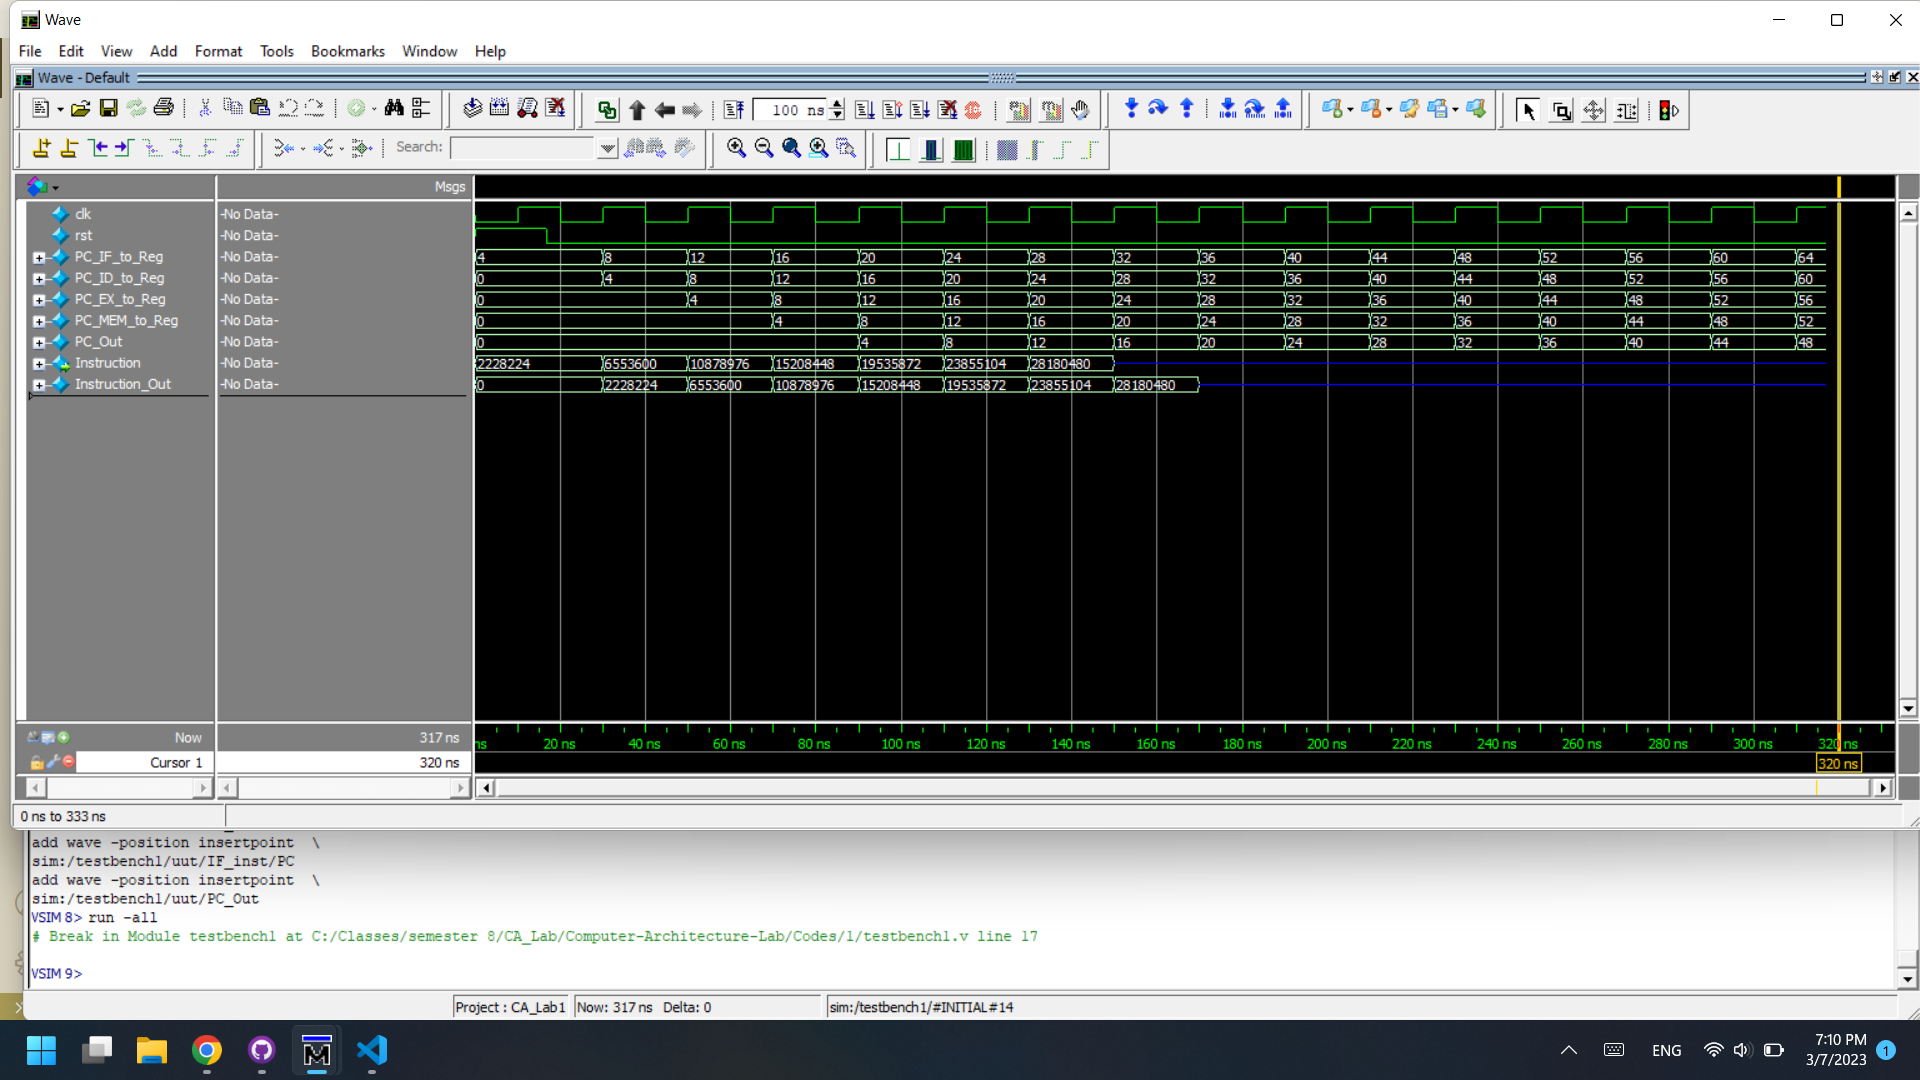 Wave
File Edit View Add Format Tools Bookmarks Window Help
Wave - Default
100 ns
Search:
Msgs
clk -No Data-
rst -No Data-
PC_IF_to_Reg -No Data- 4 8 12 16 20 24 28 32 36 40 44 48 52 56 60 64
PC_ID_to_Reg -No Data- 0 4 8 12 16 20 24 28 32 36 40 44 48 52 56 60
PC_EX_to_Reg -No Data- 0 4 8 12 16 20 24 28 32 36 40 44 48 52 56
PC_MEM_to_Reg -No Data- 0 4 8 12 16 20 24 28 32 36 40 44 48 52
PC_Out -No Data- 0 4 8 12 16 20 24 28 32 36 40 44 48
Instruction -No Data- 2228224 6553600 10878976 15208448 19535872 23855104 28180480
Instruction_Out -No Data- 0 2228224 6553600 10878976 15208448 19535872 23855104 28180480
Now 317 ns ns 20 ns 40 ns 60 ns 80 ns 100 ns 120 ns 140 ns 160 ns 180 ns 200 ns 220 ns 240 ns 260 ns 280 ns 300 ns 320 ns
Cursor 1 320 ns 320 ns
0 ns to 333 ns
add wave -position insertpoint \
sim:/testbench1/uut/IF_inst/PC
add wave -position insertpoint \
sim:/testbench1/uut/PC_Out
VSIM 8> run -all
# Break in Module testbench1 at C:/Classes/semester 8/CA_Lab/Computer-Architecture-Lab/Codes/1/testbench1.v line 17
VSIM 9>
Project : CA_Lab1 Now: 317 ns Delta: 0 sim:/testbench1/#INITIAL#14
ENG 7:10 PM
3/7/2023 1